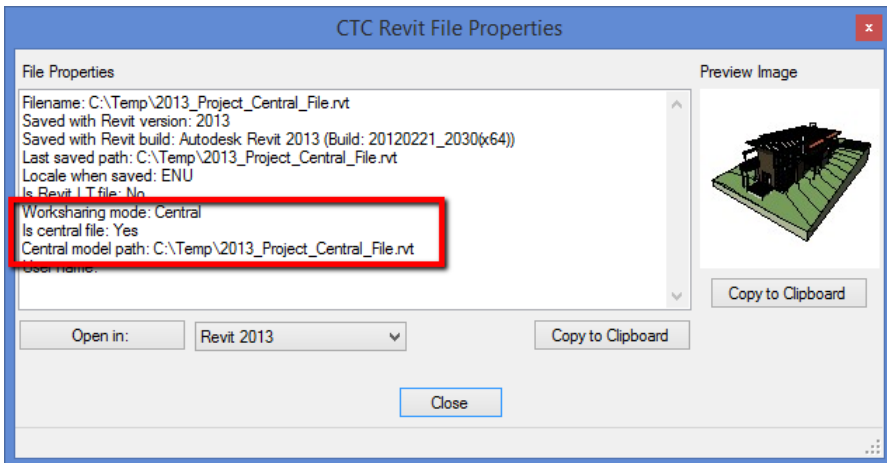 CTC Revit File Properties
x
File Properties
Preview Image
Filename: C:\Temp\2013_Project_Central_File.rvt
Saved with Revit version: 2013
Saved with Revit build: Autodesk Revit 2013 (Build: 20120221_2030(x64))
Last saved path: C:\Temp\2013_Project_Central_File.rvt
Locale when saved: ENU
Is Revit LT file: No
Worksharing mode: Central
Is central file: Yes
Central model path: C:\Temp\2013_Project_Central_File.rvt
User name:
Copy to Clipboard
Open in:
Revit 2013
Copy to Clipboard
Close